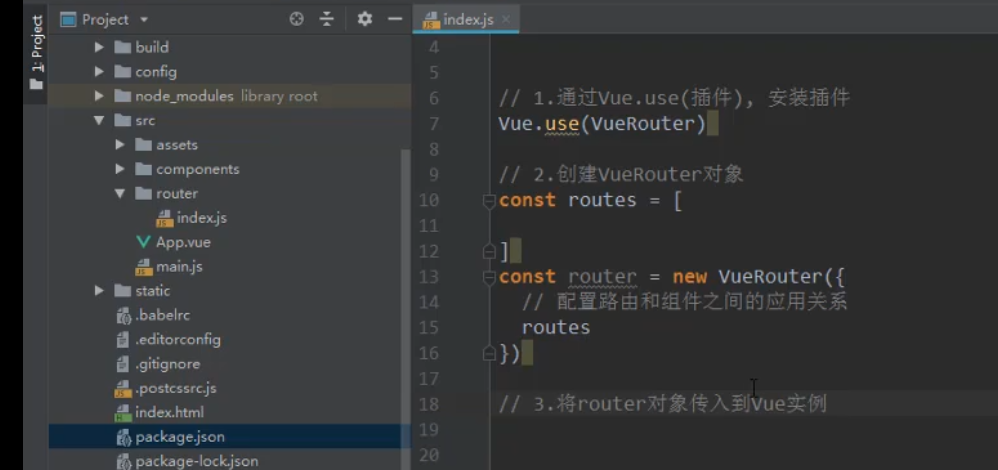 1: Project
Project
build
config
node_modules library root
src
assets
components
router
index.js
App.vue
main.js
static
.babelrc
.editorconfig
.gitignore
.postcssrc.js
index.html
package.json
package-lock.json
index.js
4
5
6 // 1.通过Vue.use(插件), 安装插件
7 Vue.use(VueRouter)
8
9 // 2.创建VueRouter对象
10 const routes = [
11
12 ]
13 const router = new VueRouter({
14 // 配置路由和组件之间的应用关系
15 routes
16 })
17
18 // 3.将router对象传入到Vue实例
19
20